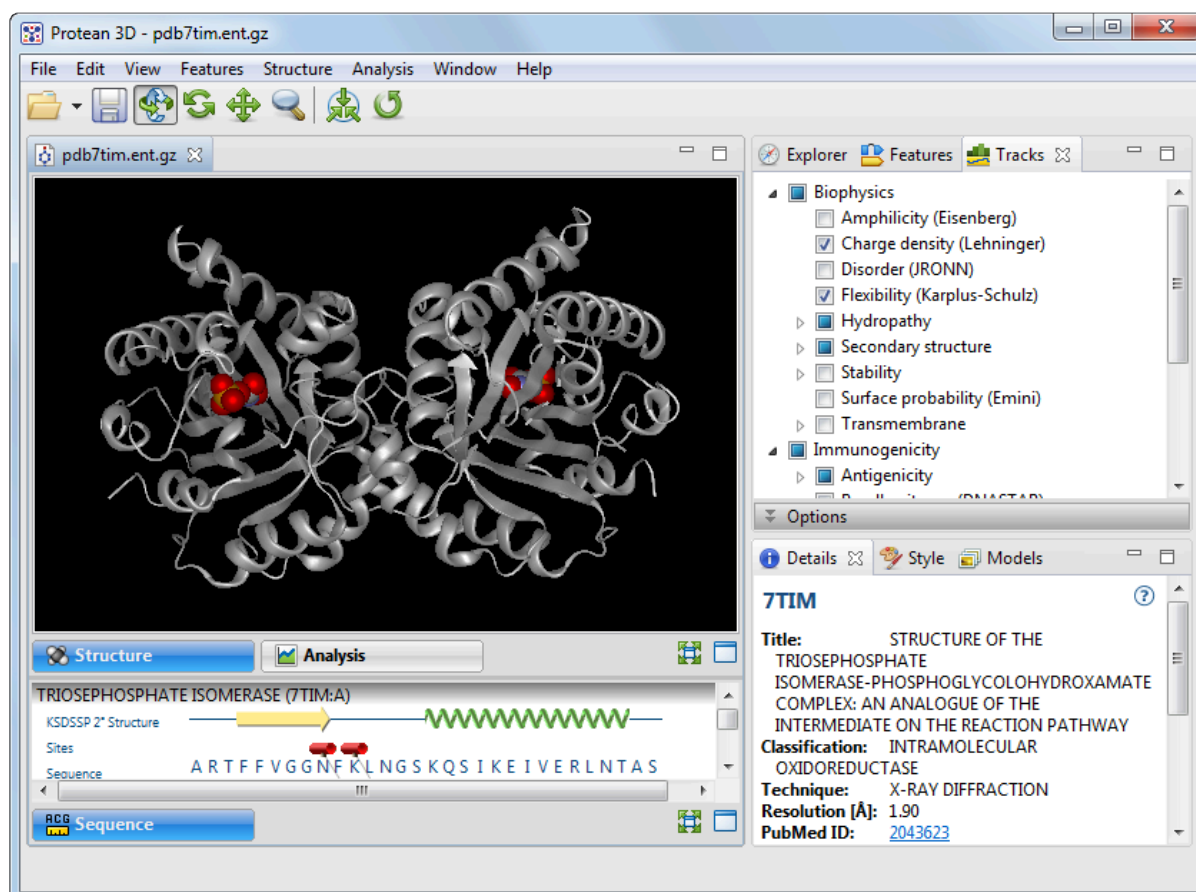 Protean 3D - pdb7tim.ent.gz
File Edit View Features Structure Analysis Window Help
pdb7tim.ent.gz
Explorer Features Tracks
Biophysics
Amphilicity (Eisenberg)
Charge density (Lehninger)
Disorder (JRONN)
Flexibility (Karplus-Schulz)
Hydropathy
Secondary structure
Stability
Surface probability (Emini)
Transmembrane
Immunogenicity
Antigenicity
Options
Structure Analysis
TRIOSEPHOSPHATE ISOMERASE (7TIM:A)
KSDSSP 2° Structure
Sites
Sequence A R T F F V G G N F K L N G S K Q S I K E I V E R L N T A S
ACG Sequence
Details Style Models
7TIM
Title: STRUCTURE OF THE
TRIOSEPHOSPHATE
ISOMERASE-PHOSPHOGLYCOLOHYDROXAMATE
COMPLEX: AN ANALOGUE OF THE
INTERMEDIATE ON THE REACTION PATHWAY
Classification: INTRAMOLECULAR
OXIDOREDUCTASE
Technique: X-RAY DIFFRACTION
Resolution [Å]: 1.90
PubMed ID: 2043623